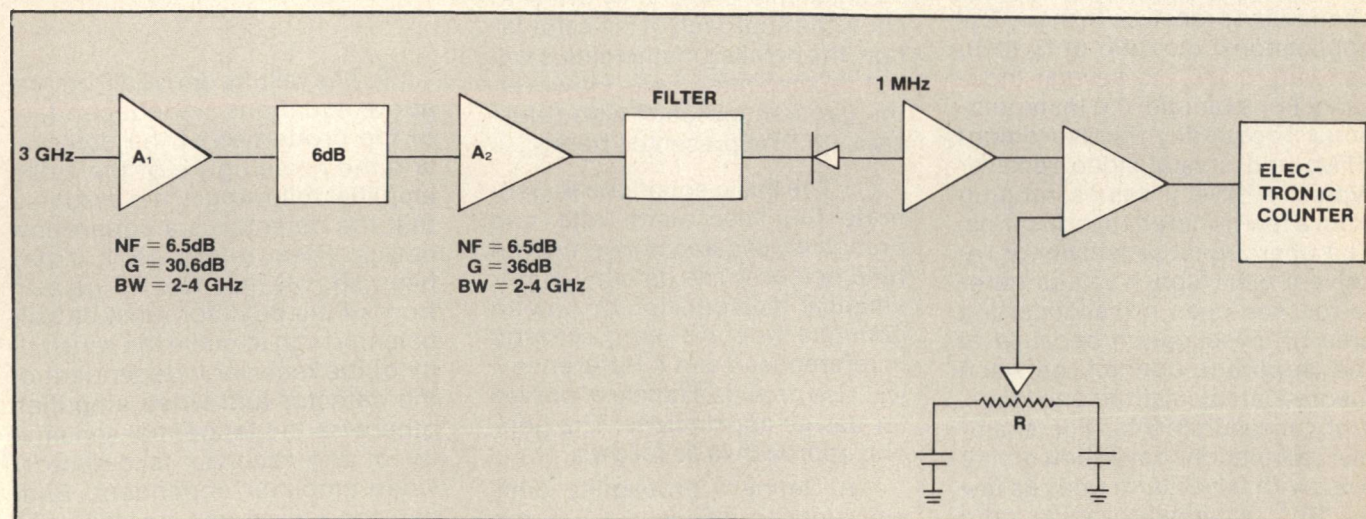 3 GHz
A1
NF = 6.5dB
G = 30.6dB
BW = 2-4 GHz
6dB
A2
NF = 6.5dB
G = 36dB
BW = 2-4 GHz
FILTER
1 MHz
R
ELEC-
TRONIC
COUNTER